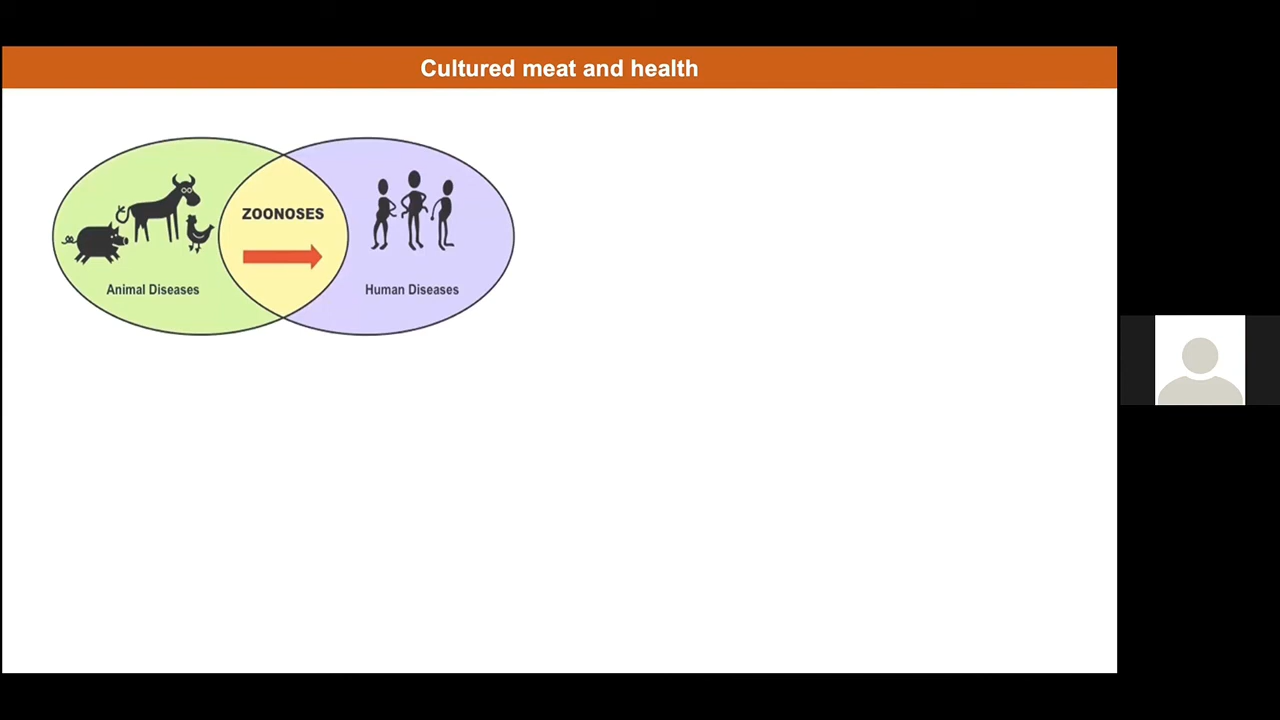 Cultured meat and health
ZOONOSES
Animal Diseases
Human Diseases